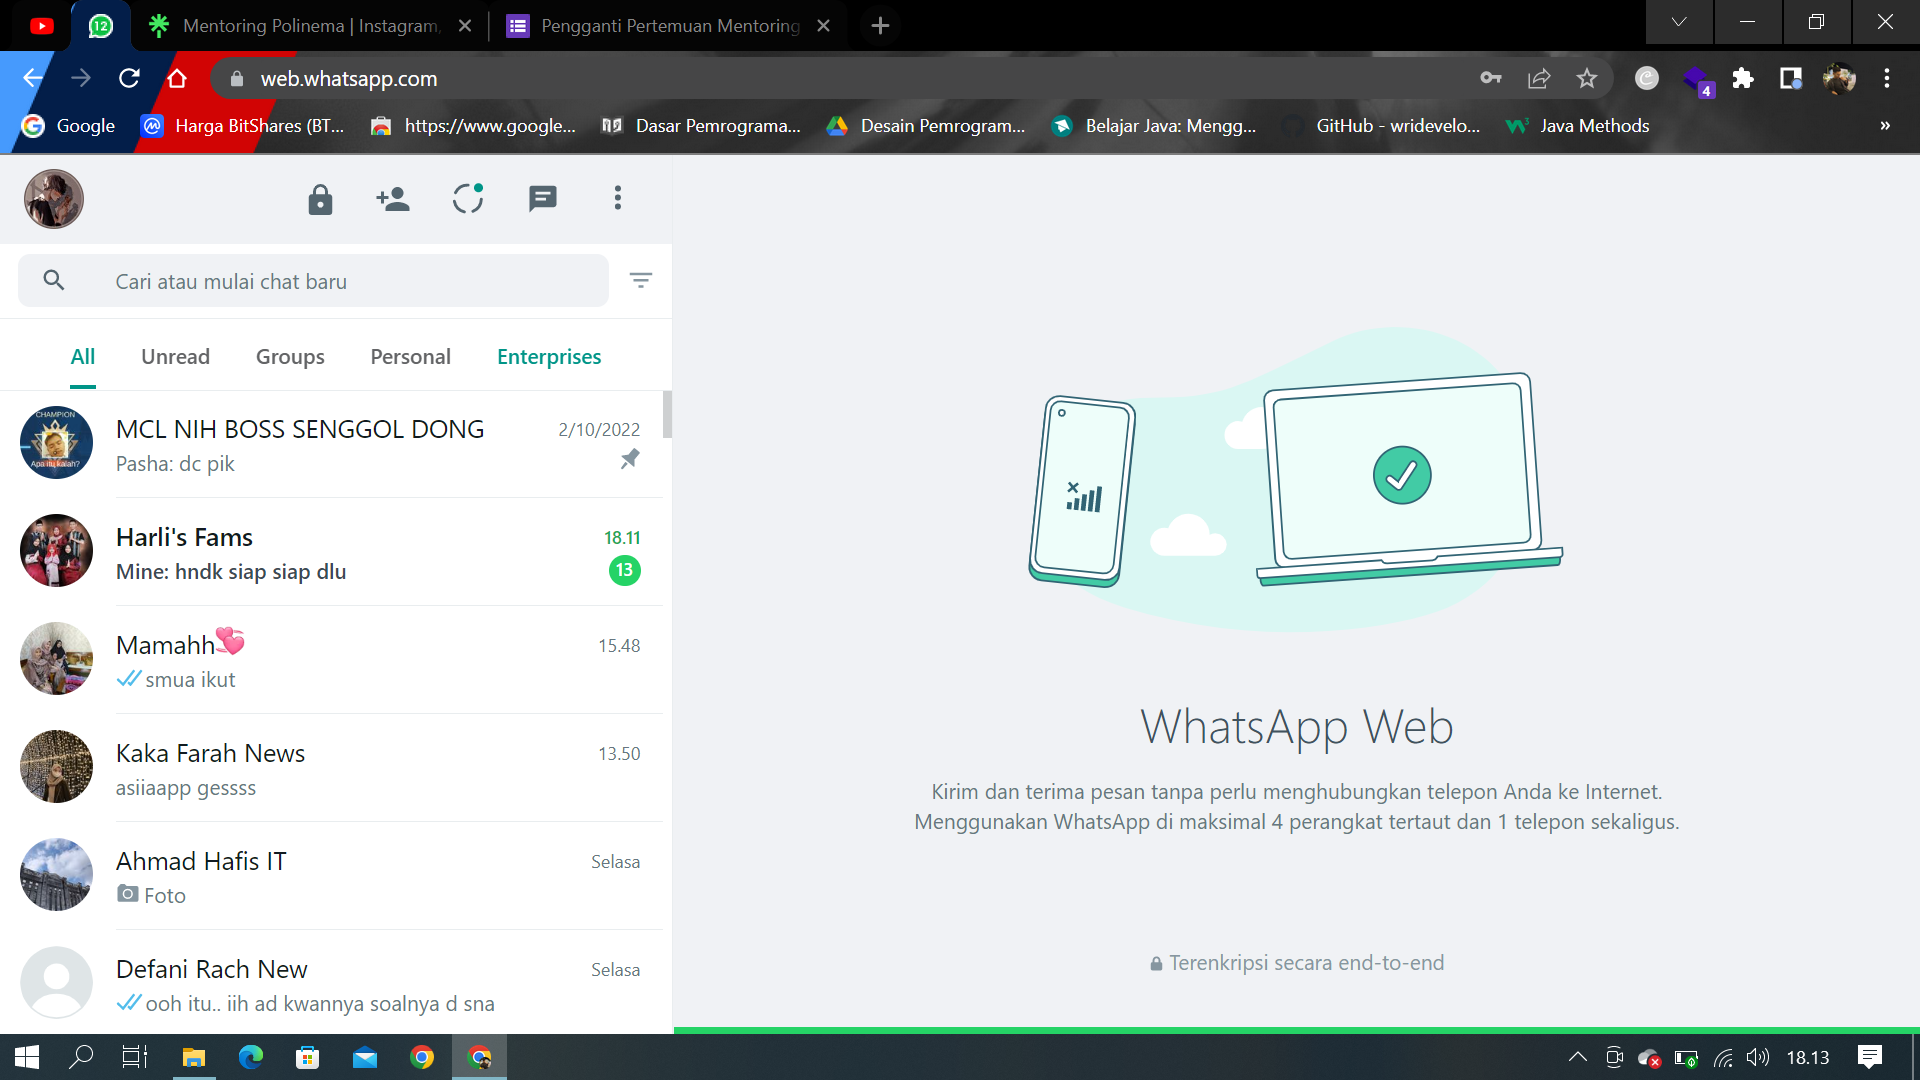 12
Mentoring Polinema | Instagram,
Pengganti Pertemuan Mentoring
web.whatsapp.com
4
Google
Harga BitShares (BT...
https://www.google...
Dasar Pemrograma...
Desain Pemrogram...
Belajar Java: Mengg...
GitHub - wridevelo...
Java Methods
»
Cari atau mulai chat baru
All
Unread
Groups
Personal
Enterprises
CHAMPION
Apa itu kalah?
MCL NIH BOSS SENGGOL DONG
2/10/2022
Pasha: dc pik
Harli's Fams
18.11
Mine: hndk siap siap dlu
13
Mamahh💞
15.48
smua ikut
Kaka Farah News
13.50
asiiaapp gessss
Ahmad Hafis IT
Selasa
Foto
Defani Rach New
Selasa
ooh itu.. iih ad kwannya soalnya d sna
WhatsApp Web
Kirim dan terima pesan tanpa perlu menghubungkan telepon Anda ke Internet.
Menggunakan WhatsApp di maksimal 4 perangkat tertaut dan 1 telepon sekaligus.
Terenkripsi secara end-to-end
18.13